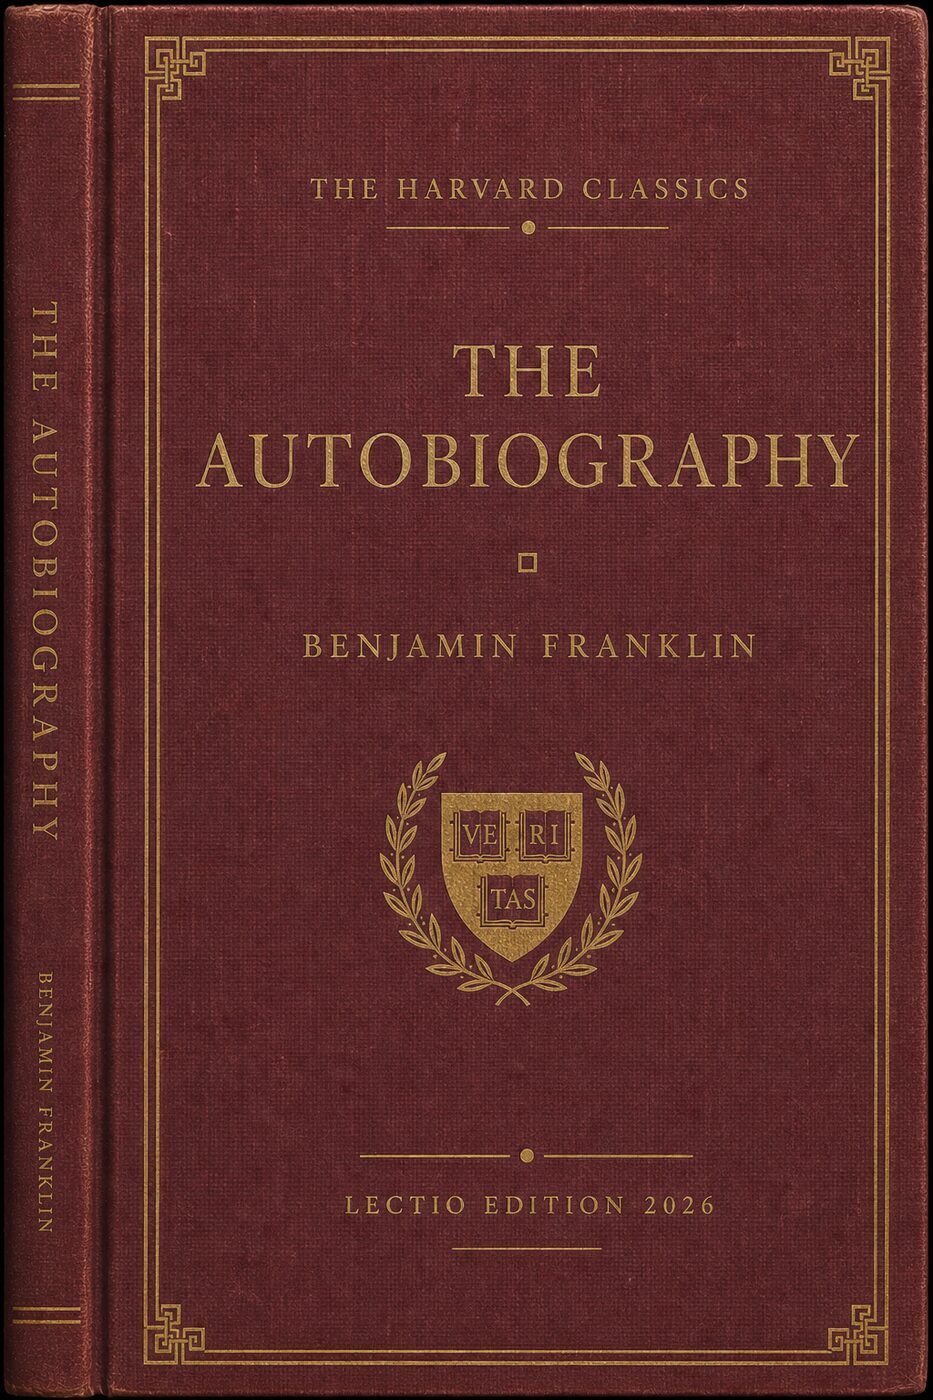 THE HARVARD CLASSICS
THE
AUTOBIOGRAPHY
BENJAMIN FRANKLIN
VE RI
TAS
LECTIO EDITION 2026
THE AUTOBIOGRAPHY
BENJAMIN FRANKLIN